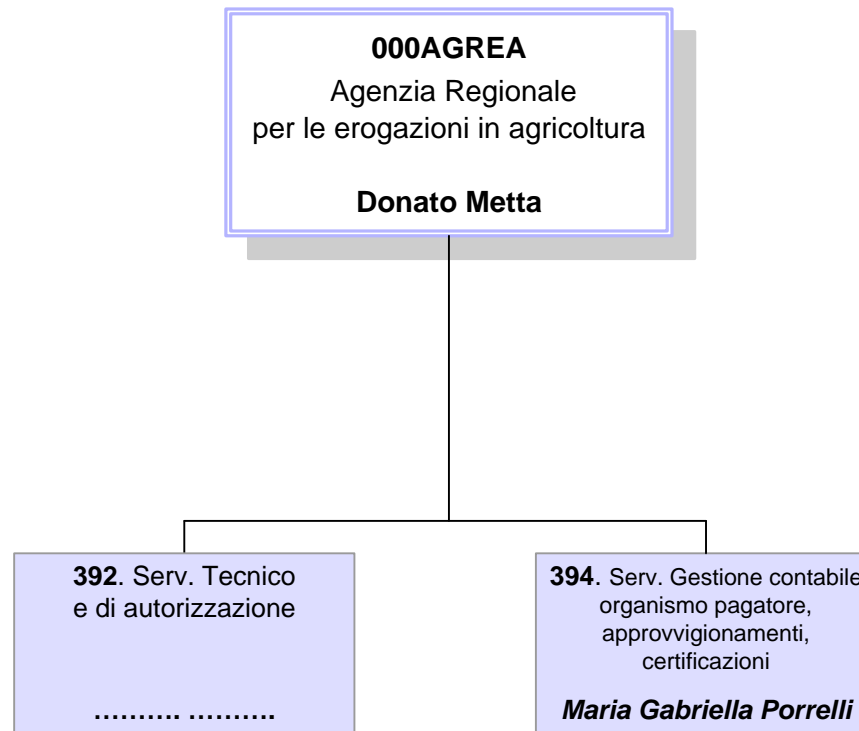 000AGREA
Agenzia Regionale
per le erogazioni in agricoltura
Donato Metta
392. Serv. Tecnico
e di autorizzazione
.......... ..........
394. Serv. Gestione contabile
organismo pagatore,
approvvigionamenti,
certificazioni
Maria Gabriella Porrelli